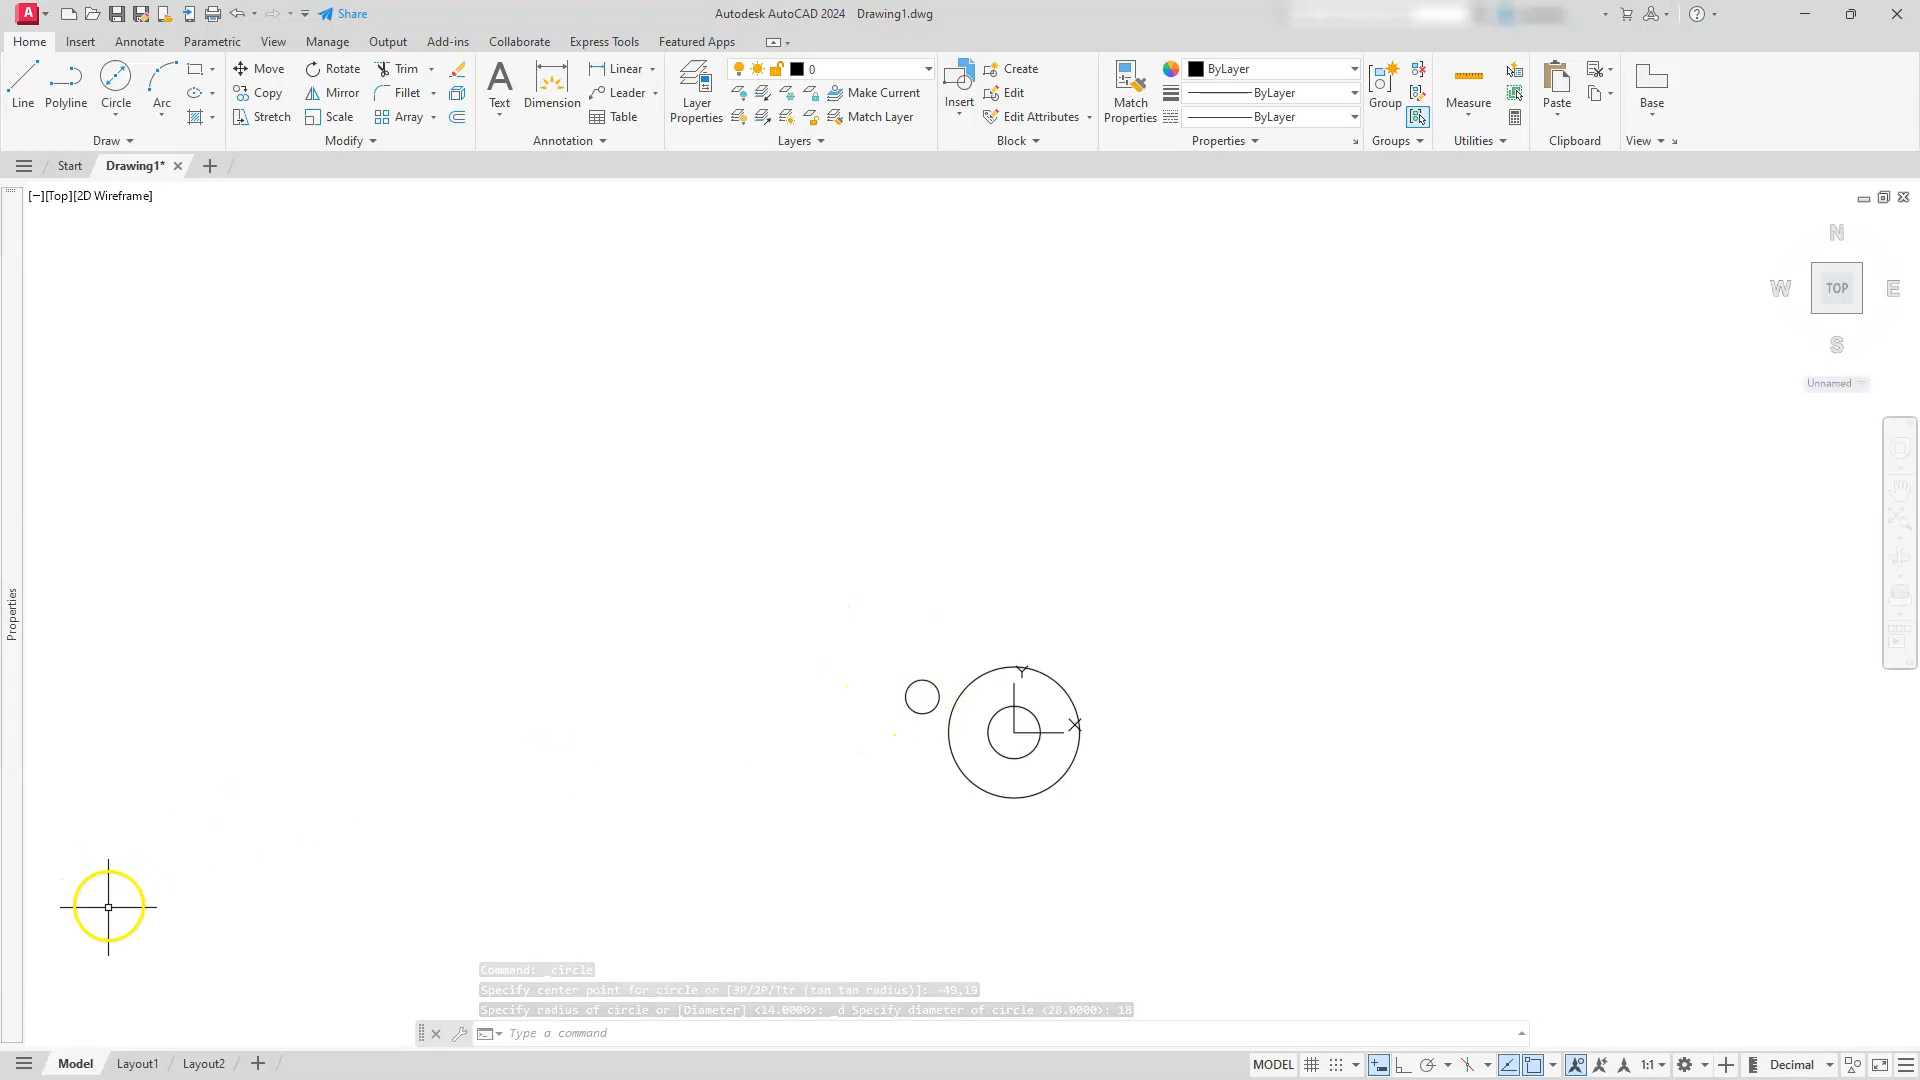 A Share Autodesk AutoCAD 2024 Drawing1.dwg
Home Insert Annotate Parametric View Manage Output Add-ins Collaborate Express Tools Featured Apps
Line Polyline Circle Arc
Draw
Move Rotate Trim
Copy Mirror Fillet
Stretch Scale Array
Modify
Text Dimension
Linear
Leader
Table
Annotation
Layer Properties
0
Make Current
Match Layer
Layers
Insert
Create
Edit
Edit Attributes
Block
Match Properties
ByLayer
ByLayer
ByLayer
Properties
Group
Groups
Measure
Utilities
Paste
Clipboard
Base
View
Start Drawing1*
[−][Top][2D Wireframe]
N
W TOP E
S
Unnamed
Properties
Y
X
Command: _circle
Specify center point for circle or [3P/2P/Ttr (tan tan radius)]: -49,19
Specify radius of circle or [Diameter] <14.0000>: _d Specify diameter of circle <28.0000>: 18
Type a command
Model Layout1 Layout2 MODEL 1:1 Decimal